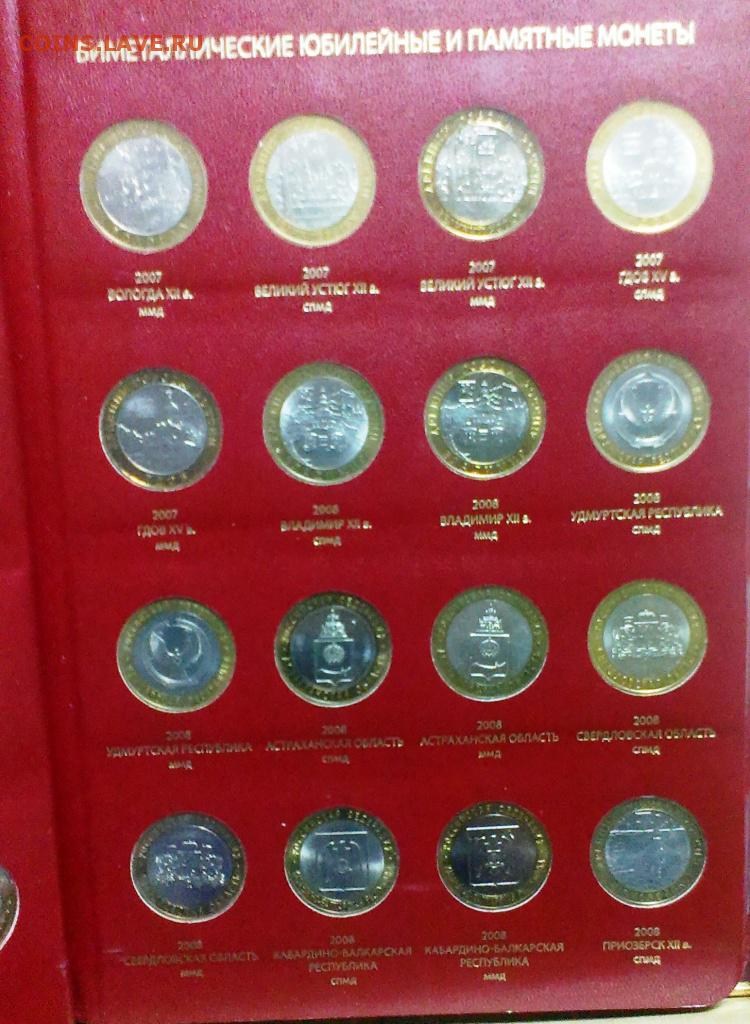 COINS.LAVE.RU
БИМЕТАЛЛИЧЕСКИЕ ЮБИЛЕЙНЫЕ И ПАМЯТНЫЕ МОНЕТЫ
2007
ВОЛОГДА XII в.
ММД
2007
ВЕЛИКИЙ УСТЮГ XII в.
СПМД
2007
ВЕЛИКИЙ УСТЮГ XII в.
ММД
2007
ГДОВ XV в.
СПМД
2007
ГДОВ XV в.
ММД
2008
ВЛАДИМИР XII в.
СПМД
2008
ВЛАДИМИР XII в.
ММД
2008
УДМУРТСКАЯ РЕСПУБЛИКА
СПМД
2008
УДМУРТСКАЯ РЕСПУБЛИКА
ММД
2008
АСТРАХАНСКАЯ ОБЛАСТЬ
СПМД
2008
АСТРАХАНСКАЯ ОБЛАСТЬ
ММД
2008
СВЕРДЛОВСКАЯ ОБЛАСТЬ
СПМД
2008
СВЕРДЛОВСКАЯ ОБЛАСТЬ
ММД
2008
КАБАРДИНО-БАЛКАРСКАЯ
РЕСПУБЛИКА
СПМД
2008
КАБАРДИНО-БАЛКАРСКАЯ
РЕСПУБЛИКА
ММД
2008
ПРИОЗЕРСК XII в.
СПМД